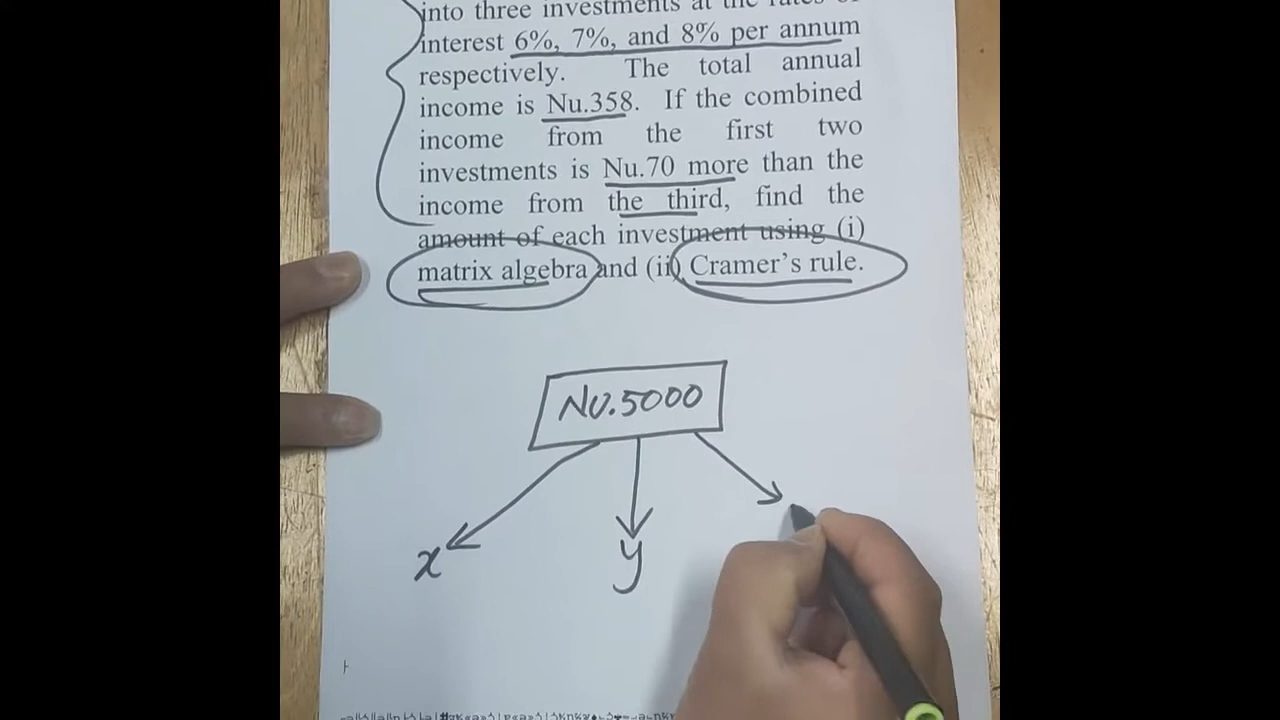 into three investments at the rates of
interest 6%, 7%, and 8% per annum
respectively. The total annual
income is Nu.358. If the combined
income from the first two
investments is Nu.70 more than the
income from the third, find the
amount of each investment using (i)
matrix algebra and (ii) Cramer's rule.
Nu.5000
x
y